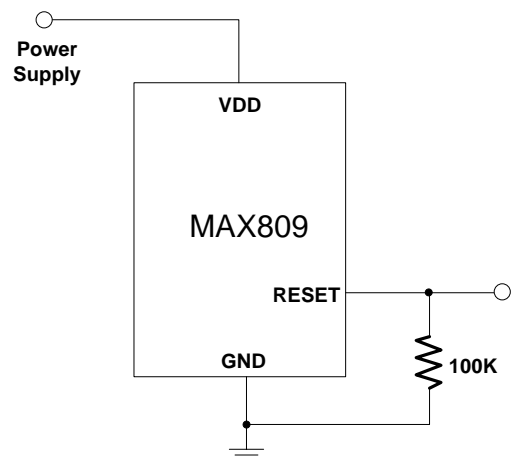 Power
Supply
VDD
MAX809
RESET
GND
100K